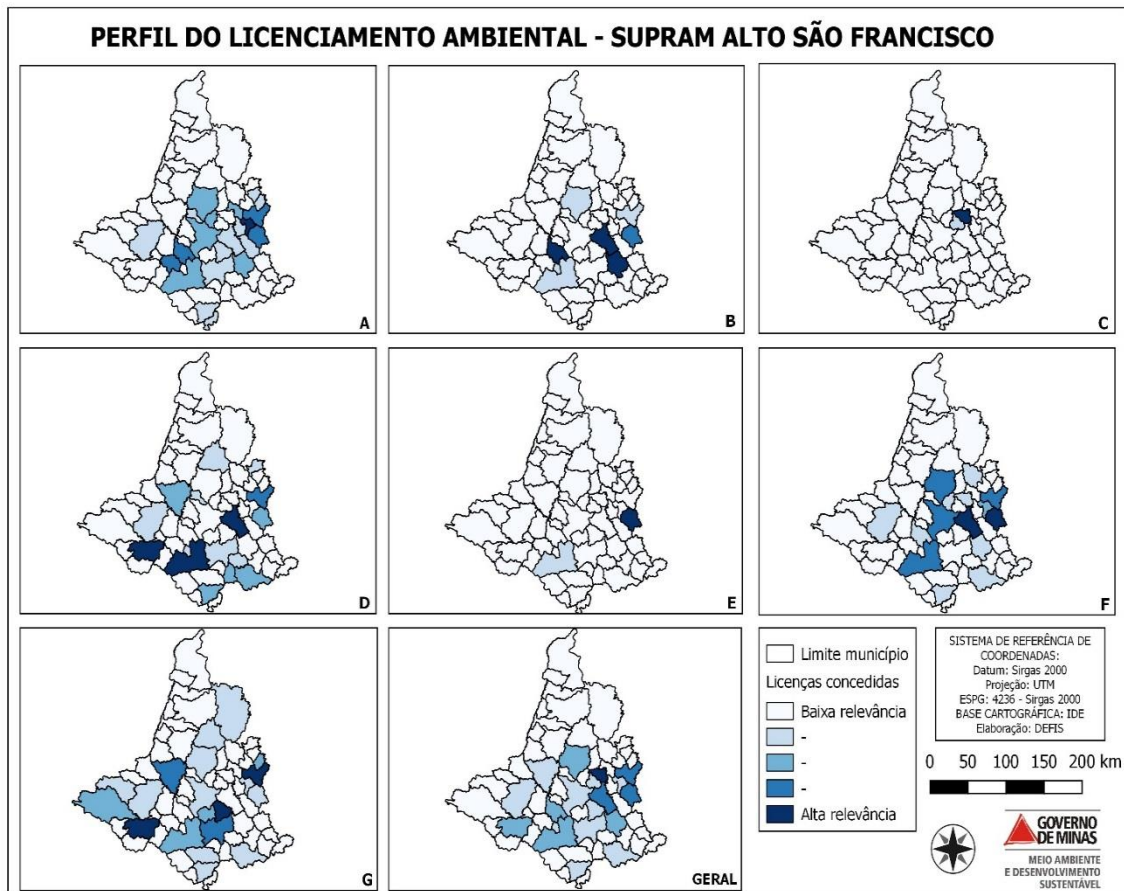 PERFIL DO LICENCIAMENTO AMBIENTAL - SUPRAM ALTO SÃO FRANCISCO
A
B
C
D
E
F
G
GERAL
Limite município
Licenças concedidas
Baixa relevância
-
-
-
Alta relevância
SISTEMA DE REFERÊNCIA DE
COORDENADAS:
Datum: Sirgas 2000
Projeção: UTM
ESPG: 4236 - Sirgas 2000
BASE CARTOGRÁFICA: IDE
Elaboração: DEFIS
0 50 100 150 200 km
GOVERNO
DE MINAS
MEIO AMBIENTE
E DESENVOLVIMENTO
SUSTENTÁVEL